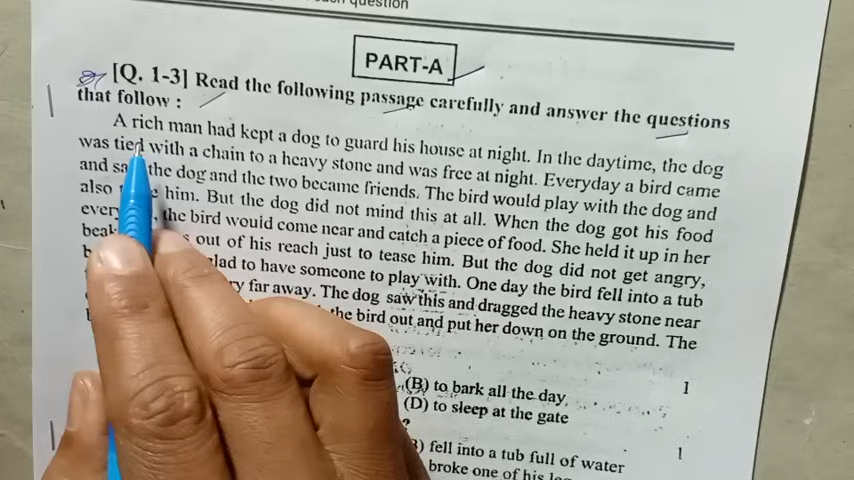 question
PART-A
[Q. 1-3] Read the following passage carefully and answer the questions
that follow :
A rich man had kept a dog to guard his house at night. In the daytime, the dog
was tied with a chain to a heavy stone and was free at night. Everyday a bird came
and the dog and the two became friends. The bird would play with the dog and
also him. But the dog did not mind this at all. When the dog got his food
the bird would come near and catch a piece of food. She held it up in her
out of his reach just to tease him. But the dog did not get angry,
to have someone to play with. One day the bird fell into a tub
far away. The dog saw this and dragged the heavy stone near
the bird out and put her down on the ground. The
(B) to bark all the day
1
(D) to sleep at the gate
?
fell into a tub full of water
1
broke one of his